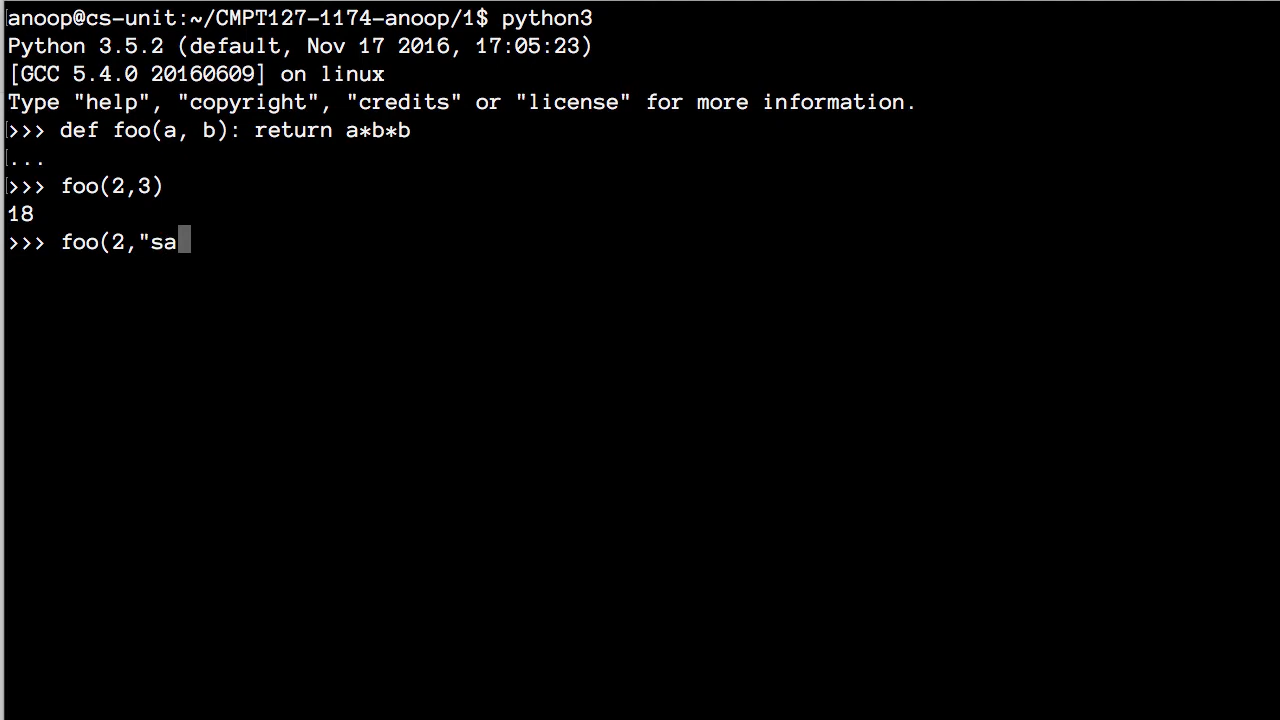 anoop@cs-unit:~/CMPT127-1174-anoop/1$ python3
Python 3.5.2 (default, Nov 17 2016, 17:05:23)
[GCC 5.4.0 20160609] on linux
Type "help", "copyright", "credits" or "license" for more information.
>>> def foo(a, b): return a*b*b
...
>>> foo(2,3)
18
>>> foo(2,"sa